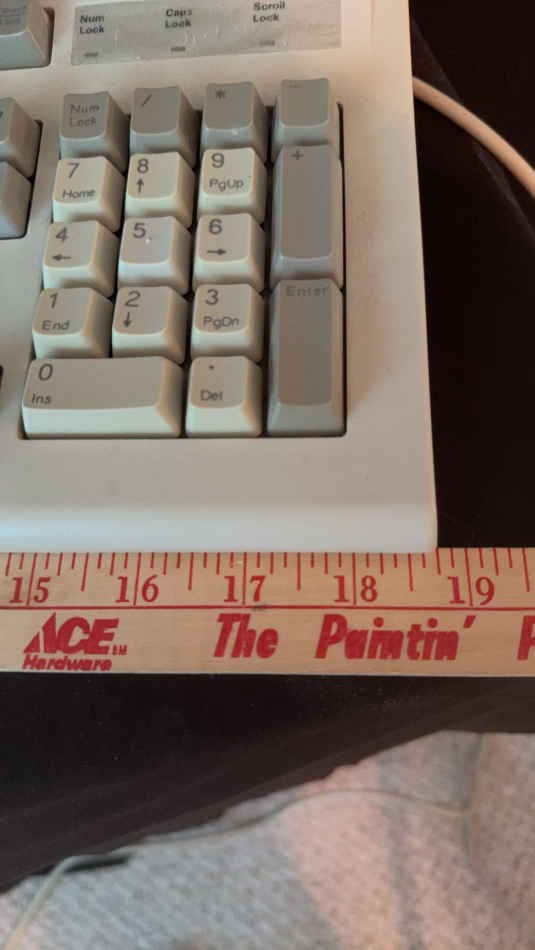 Num Lock
Caps Lock
Scroll Lock
Num Lock
/
*
-
7 Home
8 ↑
9 PgUp
+
4 ←
5
6 →
1 End
2 ↓
3 PgDn
Enter
0 Ins
. Del
15 16 17 18 19
ACE
Hardware
The Paintin'